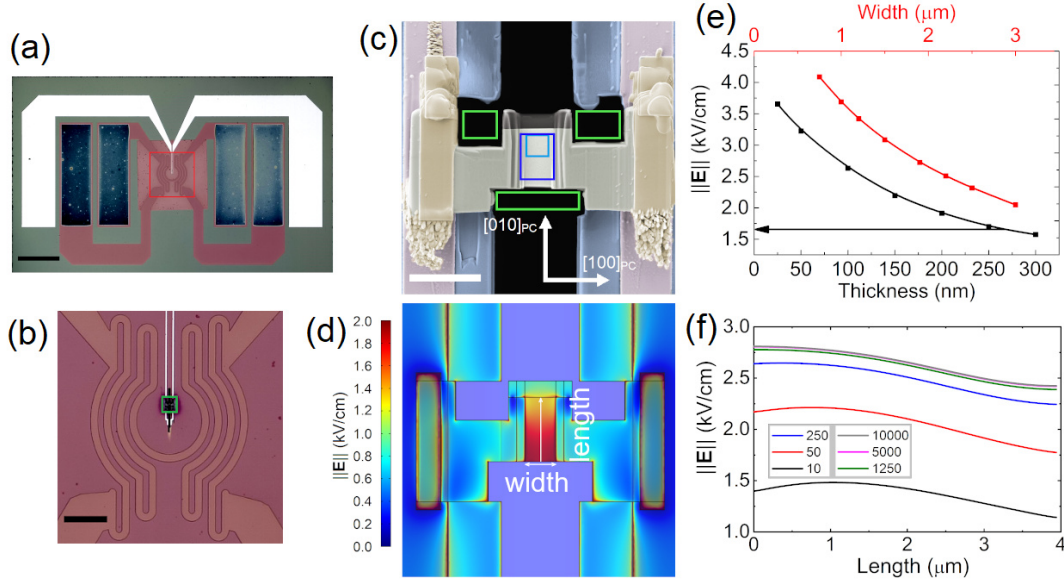 (a)
(b)
(c)
[010]PC
[100]PC
(d)
||E|| (kV/cm)
2.0
1.8
1.6
1.4
1.2
1.0
0.8
0.6
0.4
0.2
0.0
length
width
(e)
Width (μm)
0 1 2 3
||E|| (kV/cm)
4.5
4.0
3.5
3.0
2.5
2.0
1.5
0 50 100 150 200 250 300
Thickness (nm)
(f)
||E|| (kV/cm)
3.0
2.5
2.0
1.5
1.0
250 10000
50 5000
10 1250
0 1 2 3 4
Length (μm)